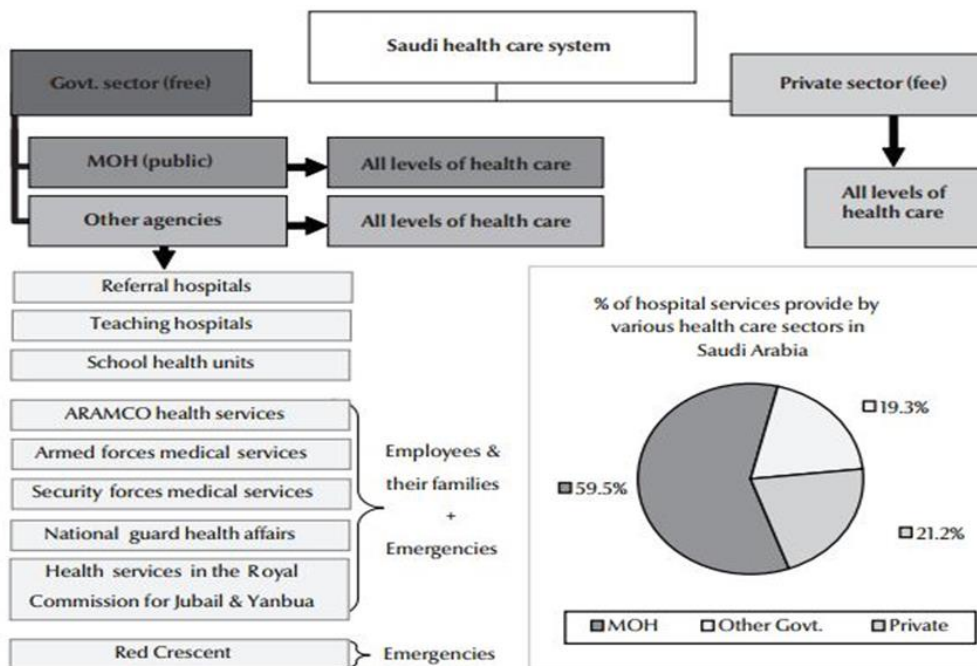 Saudi health care system
Govt. sector (free)
Private sector (fee)
MOH (public)
All levels of health care
Other agencies
All levels of health care
All levels of
health care
Referral hospitals
Teaching hospitals
School health units
ARAMCO health services
Armed forces medical services
Security forces medical services
National guard health affairs
Health services in the Royal
Commission for Jubail & Yanbua
Employees &
their families
+
Emergencies
Red Crescent
Emergencies
% of hospital services provide by
various health care sectors in
Saudi Arabia
19.3%
59.5%
21.2%
MOH
Other Govt.
Private